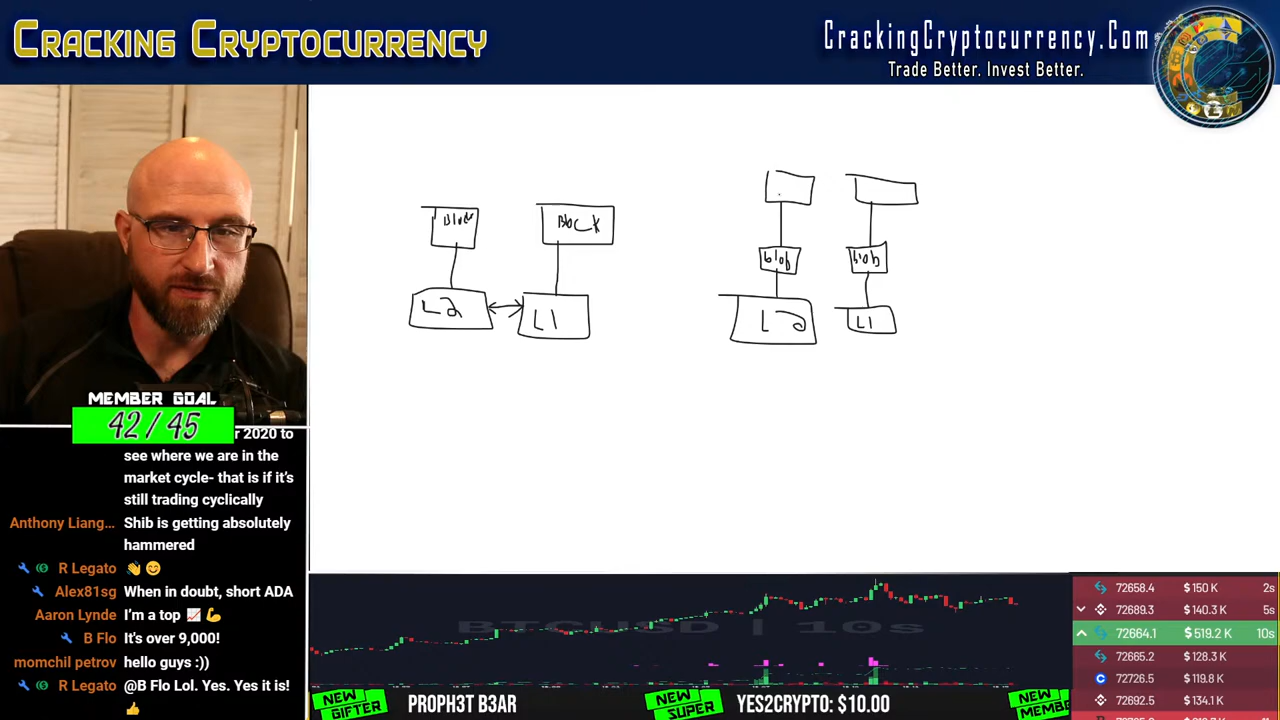 CRACKING CRYPTOCURRENCY
CRACKINGCRYPTOCURRENCY.COM
TRADE BETTER. INVEST BETTER.
Block
L2
L1
blob
blob
L2
L1
MEMBER GOAL
42 / 45
r 2020 to
see where we are in the
market cycle- that is if it's
still trading cyclically
Anthony Liang… Shib is getting absolutely
hammered
R Legato 👋 😊
Alex81sg When in doubt, short ADA
Aaron Lynde I'm a top 📈 💪
B Flo It's over 9,000!
momchil petrov hello guys :))
R Legato @B Flo Lol. Yes. Yes it is!
👍
BTCUSD | 10s
72658.4 $150 K 2s
72689.3 $140.3 K 5s
72664.1 $519.2 K 10s
72665.2 $128.3 K
72726.5 $119.8 K
72692.5 $134.1 K
NEW GIFTER PROPH3T B3AR NEW SUPER YES2CRYPTO: $10.00 NEW MEMBE